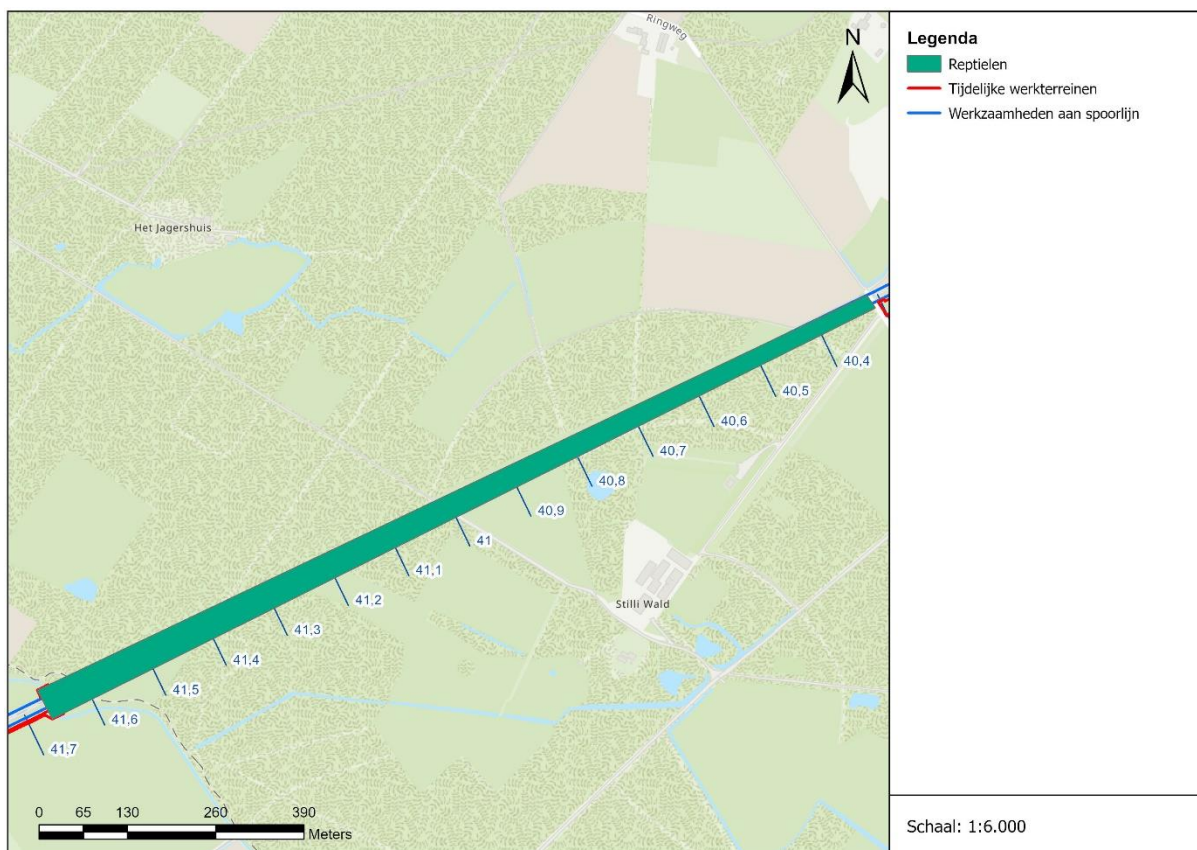 Ringweg
N
Het Jagershuis
40,4
40,5
40,6
40,7
40,8
40,9
41
41,1
41,2
41,3
Stilli Wald
41,4
41,5
41,6
41,7
0 65 130 260 390
Meters
Legenda
Reptielen
Tijdelijke werkterreinen
Werkzaamheden aan spoorlijn
Schaal: 1:6.000